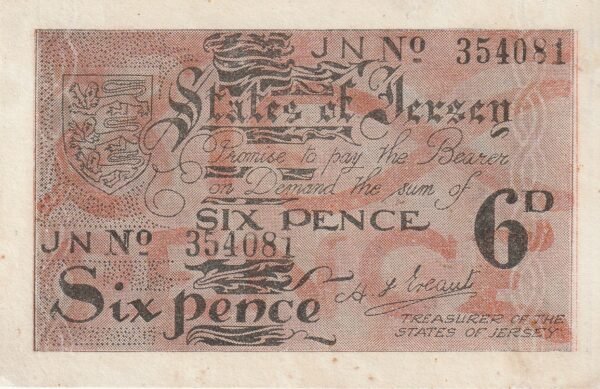 JN Nº 354081
States of Jersey
Promise to pay the Bearer
on Demand the sum of
SIX PENCE
6D
JN Nº 354081
Six pence
H F Ereaut
TREASURER OF THE
STATES OF JERSEY.